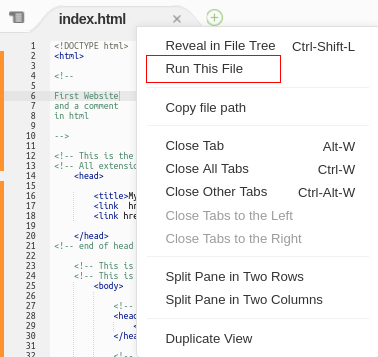 index.html
1 <!DOCTYPE html>
2 <html>
3
4 <!--
5
6 First Website
7 and a comment
8 in html
9
10 -->
11
12 <!-- This is the
13 <!-- All extension
14 <head>
15
16 <title>My
17 <link h
18 <link hre
19
20 </head>
21 <!-- end of head
22
23 <!-- This is
24 <!-- This is
25 <body>
26
27 <!--
28 <head
29 <
30 </hea
31
32 <!--
Reveal in File Tree Ctrl-Shift-L
Run This File
Copy file path
Close Tab Alt-W
Close All Tabs Ctrl-W
Close Other Tabs Ctrl-Alt-W
Close Tabs to the Left
Close Tabs to the Right
Split Pane in Two Rows
Split Pane in Two Columns
Duplicate View